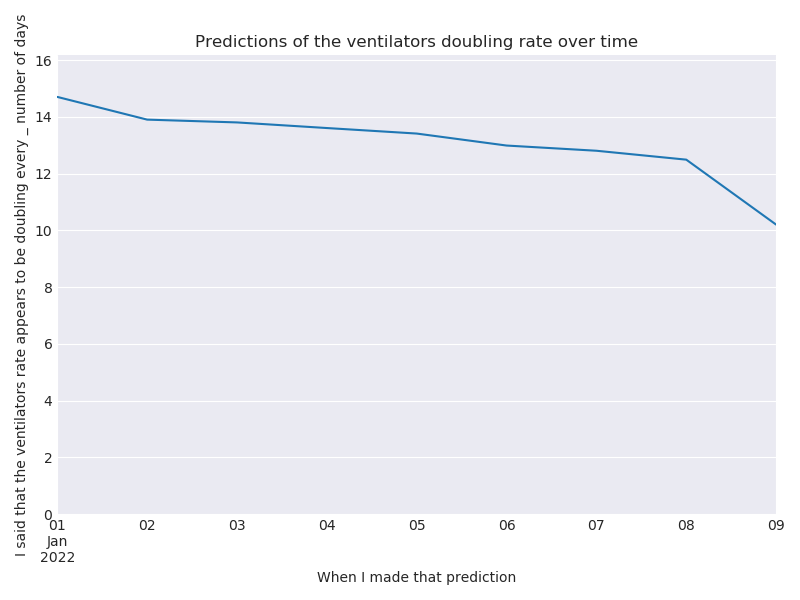 Predictions of the ventilators doubling rate over time
I said that the ventilators rate appears to be doubling every _ number of days
16
14
12
10
8
6
4
2
0
01 02 03 04 05 06 07 08 09
Jan
2022
When I made that prediction